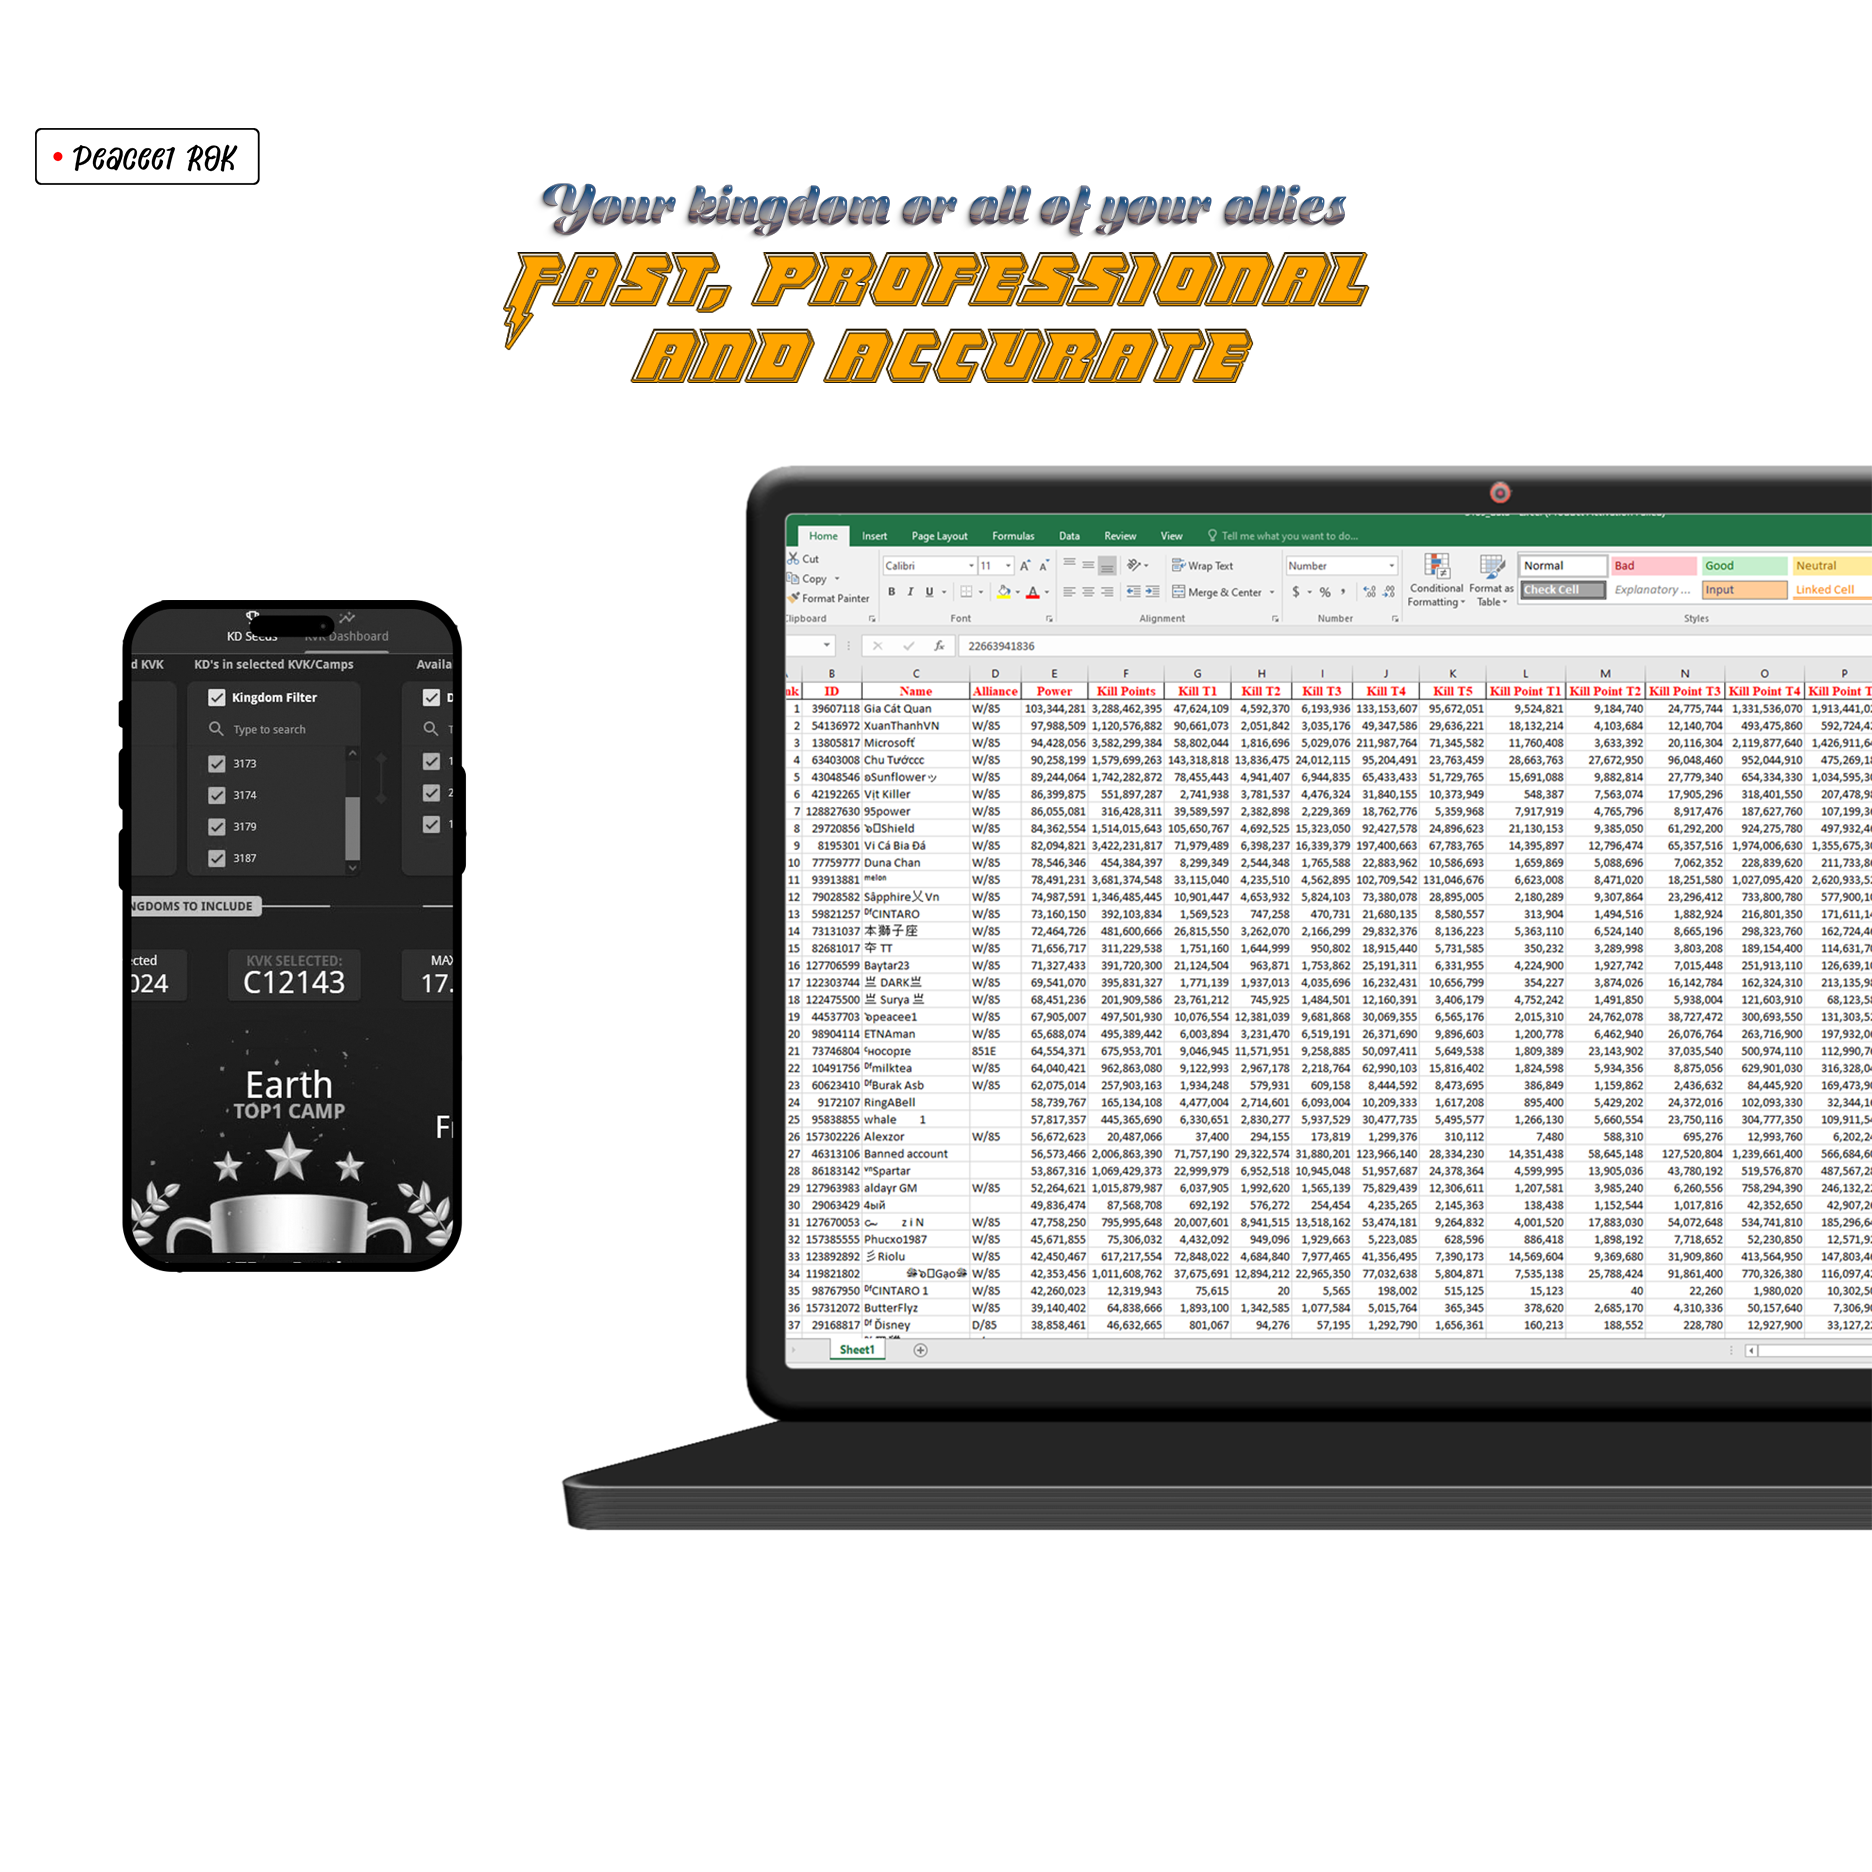 Peacee1 ROK
Your kingdom or all of your allies
FAST, PROFESSIONAL
AND ACCURATE
KD Seeds KVK Dashboard
d KVK KD's in selected KVK/Camps Availa
Kingdom Filter
Type to search
3173
3174
3179
3187
NGDOMS TO INCLUDE
cted KVK SELECTED: MAX
024 C12143 17.
Earth
TOP1 CAMP
Home Insert Page Layout Formulas Data Review View Tell me what you want to do...
Cut Calibri 11 Wrap Text Number Normal Bad Good Neutral
Copy Conditional Format as
Format Painter B I U Merge & Center $ % Formatting Table Check Cell Explanatory ... Input Linked Cell
Clipboard Font Alignment Number Styles
fx 22663941836
B C D E F G H I J K L M N O P
nk ID Name Alliance Power Kill Points Kill T1 Kill T2 Kill T3 Kill T4 Kill T5 Kill Point T1 Kill Point T2 Kill Point T3 Kill Point T4 Kill Point T
1 39607118 Gia Cát Quan W/85 103,344,281 3,288,462,395 47,624,109 4,592,370 6,193,936 133,153,607 95,672,051 9,524,821 9,184,740 24,775,744 1,331,536,070 1,913,441,0
2 54136972 XuanThanhVN W/85 97,988,509 1,120,576,882 90,661,073 2,051,842 3,035,176 49,347,586 29,636,221 18,132,214 4,103,684 12,140,704 493,475,860 592,724,4
3 13805817 Microsoft W/85 94,428,056 3,582,299,384 58,802,044 1,816,696 5,029,076 211,987,764 71,345,582 11,760,408 3,633,392 20,116,304 2,119,877,640 1,426,911,6
4 63403008 Chu Tướccc W/85 90,258,199 1,579,699,263 143,318,818 13,836,475 24,012,115 95,204,491 23,763,459 28,663,763 27,672,950 96,048,460 952,044,910 475,269,1
5 43048546 ʚSunflowerッ W/85 89,244,064 1,742,282,872 78,455,443 4,941,407 6,944,835 65,433,433 51,729,765 15,691,088 9,882,814 27,779,340 654,334,330 1,034,595,3
6 42192265 Vịt Killer W/85 86,399,875 551,897,287 2,741,938 3,781,537 4,476,324 31,840,155 10,373,949 548,387 7,563,074 17,905,296 318,401,550 207,478,9
7 128827630 95power W/85 86,055,081 316,428,311 39,589,597 2,382,898 2,229,369 18,762,776 5,359,968 7,917,919 4,765,796 8,917,476 187,627,760 107,199,3
8 29720856 Shield W/85 84,362,554 1,514,015,643 105,650,767 4,692,525 15,323,050 92,427,578 24,896,623 21,130,153 9,385,050 61,292,200 924,275,780 497,932,4
9 8195301 Vi Cá Bia Đá W/85 82,094,821 3,422,231,817 71,979,489 6,398,237 16,339,379 197,400,663 67,783,765 14,395,897 12,796,474 65,357,516 1,974,006,630 1,355,675,3
10 77759777 Duna Chan W/85 78,546,346 454,384,397 8,299,349 2,544,348 1,765,588 22,883,962 10,586,693 1,659,869 5,088,696 7,062,352 228,839,620 211,733,8
11 93913881 melon W/85 78,491,231 3,681,374,548 33,115,040 4,235,510 4,562,895 102,709,542 131,046,676 6,623,008 8,471,020 18,251,580 1,027,095,420 2,620,933,5
12 79028582 Sâpphire乂Vn W/85 74,987,591 1,346,485,445 10,901,447 4,653,932 5,824,103 73,380,078 28,895,005 2,180,289 9,307,864 23,296,412 733,800,780 577,900,1
13 59821257 ᴰᶠCINTARO W/85 73,160,150 392,103,834 1,569,523 747,258 470,731 21,680,135 8,580,557 313,904 1,494,516 1,882,924 216,801,350 171,611,1
14 73131037 本獅子座 W/85 72,464,726 481,600,666 26,815,550 3,262,070 2,166,299 29,832,376 8,136,223 5,363,110 6,524,140 8,665,196 298,323,760 162,724,4
15 82681017 夲 TT W/85 71,656,717 311,229,538 1,751,160 1,644,999 950,802 18,915,440 5,731,585 350,232 3,289,998 3,803,208 189,154,400 114,631,7
16 127706599 Baytar23 W/85 71,327,433 391,720,300 21,124,504 963,871 1,753,862 25,191,311 6,331,955 4,224,900 1,927,742 7,015,448 251,913,110 126,639,1
17 122303744 亗 DARK亗 W/85 69,541,070 395,831,327 1,771,139 1,937,013 4,035,696 16,232,431 10,656,799 354,227 3,874,026 16,142,784 162,324,310 213,135,9
18 122475500 亗 Surya 亗 W/85 68,451,236 201,909,586 23,761,212 745,925 1,484,501 12,160,391 3,406,179 4,752,242 1,491,850 5,938,004 121,603,910 68,123,5
19 44537703 peacee1 W/85 67,905,007 497,501,930 10,076,554 12,381,039 9,681,868 30,069,355 6,565,176 2,015,310 24,762,078 38,727,472 300,693,550 131,303,5
20 98904114 ETNAman W/85 65,688,074 495,389,442 6,003,894 3,231,470 6,519,191 26,371,690 9,896,603 1,200,778 6,462,940 26,076,764 263,716,900 197,932,0
21 73746804 носорıе 851E 64,554,371 675,953,701 9,046,945 11,571,951 9,258,885 50,097,411 5,649,538 1,809,389 23,143,902 37,035,540 500,974,110 112,990,7
22 10491756 ᴰᶠmilktea W/85 64,040,421 962,863,080 9,122,993 2,967,178 2,218,764 62,990,103 15,816,402 1,824,598 5,934,356 8,875,056 629,901,030 316,328,0
23 60623410 ᴰᶠBurak Asb W/85 62,075,014 257,903,163 1,934,248 579,931 609,158 8,444,592 8,473,695 386,849 1,159,862 2,436,632 84,445,920 169,473,9
24 9172107 RingABell 58,739,767 165,134,108 4,477,004 2,714,601 6,093,004 10,209,333 1,617,208 895,400 5,429,202 24,372,016 102,093,330 32,344,1
25 95838855 whale 1 57,817,357 445,365,690 6,330,651 2,830,277 5,937,529 30,477,735 5,495,577 1,266,130 5,660,554 23,750,116 304,777,350 109,911,5
26 157302226 Alexzor W/85 56,672,623 20,487,066 37,400 294,155 173,819 1,299,376 310,112 7,480 588,310 695,276 12,993,760 6,202,2
27 46313106 Banned account 56,573,466 2,006,863,390 71,757,190 29,322,574 31,880,201 123,966,140 28,334,230 14,351,438 58,645,148 127,520,804 1,239,661,400 566,684,6
28 86183142 ᵛⁿSpartar 53,867,316 1,069,429,373 22,999,979 6,952,518 10,945,048 51,957,687 24,378,364 4,599,995 13,905,036 43,780,192 519,576,870 487,567,2
29 127963983 aldayr GM W/85 52,264,621 1,015,879,987 6,037,905 1,992,620 1,565,139 75,829,439 12,306,611 1,207,581 3,985,240 6,260,556 758,294,390 246,132,2
30 29063429 4ый 49,836,474 87,568,708 692,192 576,272 254,454 4,235,265 2,145,363 138,438 1,152,544 1,017,816 42,352,650 42,907,2
31 127670053 z i N W/85 47,758,250 795,995,648 20,007,601 8,941,515 13,518,162 53,474,181 9,264,832 4,001,520 17,883,030 54,072,648 534,741,810 185,296,6
32 157385555 Phucxo1987 W/85 45,671,855 75,306,032 4,432,092 949,096 1,929,663 5,223,085 628,596 886,418 1,898,192 7,718,652 52,230,850 12,571,9
33 123892892 彡Riolu W/85 42,450,467 617,217,554 72,848,022 4,684,840 7,977,465 41,356,495 7,390,173 14,569,604 9,369,680 31,909,860 413,564,950 147,803,4
34 119821802 Gạo W/85 42,353,456 1,011,608,762 37,675,691 12,894,212 22,965,350 77,032,638 5,804,871 7,535,138 25,788,424 91,861,400 770,326,380 116,097,4
35 98767950 ᴰᶠCINTARO 1 W/85 42,260,023 12,319,943 75,615 20 5,565 198,002 515,125 15,123 40 22,260 1,980,020 10,302,5
36 157312072 ButterFlyz W/85 39,140,402 64,838,666 1,893,100 1,342,585 1,077,584 5,015,764 365,345 378,620 2,685,170 4,310,336 50,157,640 7,306,9
37 29168817 ᴰᶠ Ďisney D/85 38,858,461 46,632,665 801,067 94,276 57,195 1,292,790 1,656,361 160,213 188,552 228,780 12,927,900 33,127,2
Sheet1